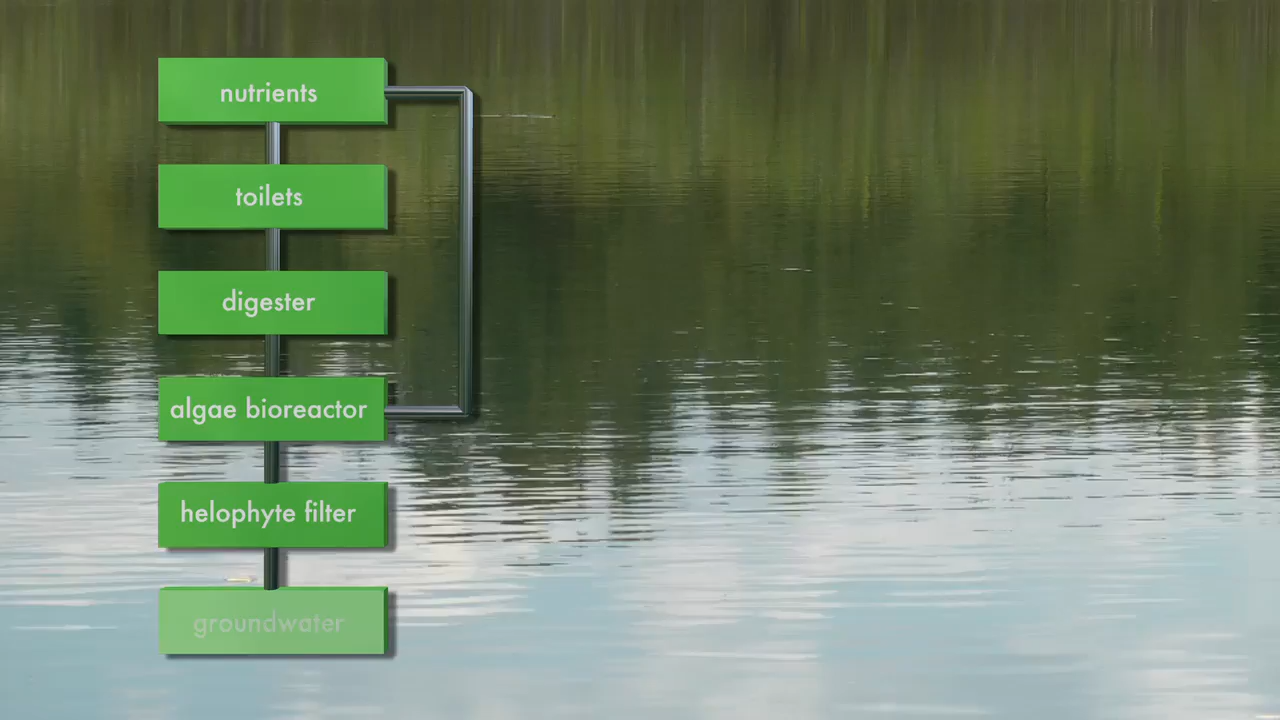 nutrients
toilets
digester
algae bioreactor
helophyte filter
groundwater